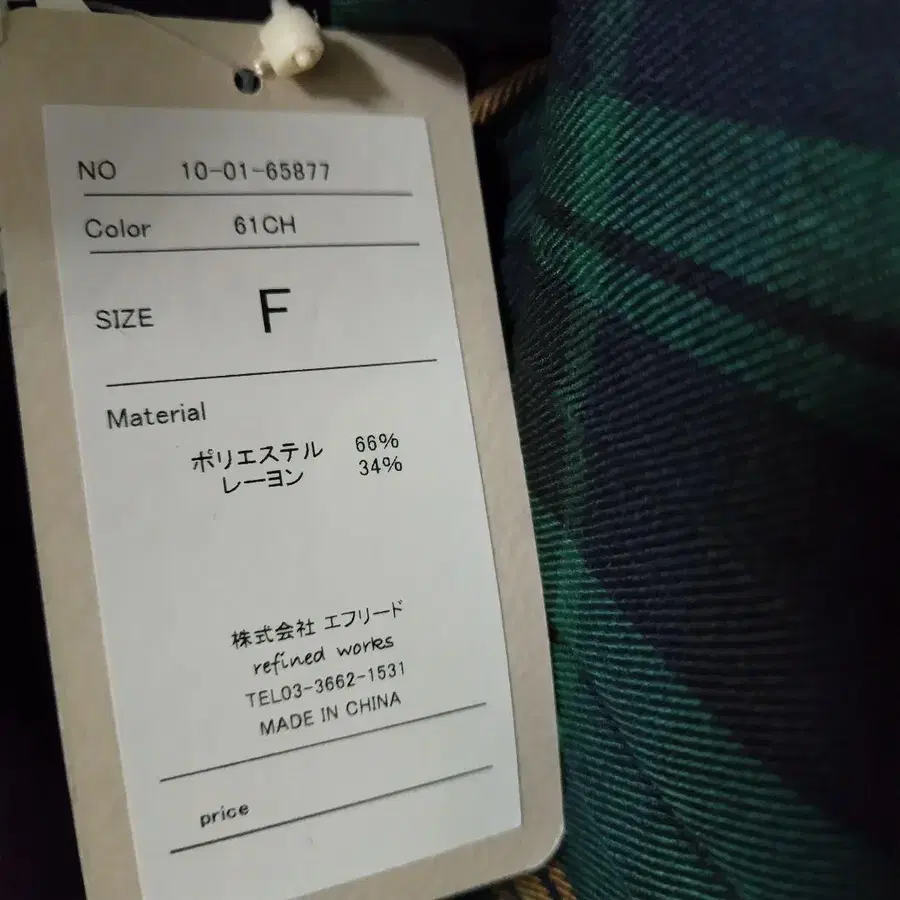 NO 10-01-65877
Color 61CH
SIZE F
Material
ポリエステル 66%
レーヨン 34%
株式会社 エフリード
refined works
TEL03-3662-1531
MADE IN CHINA
price